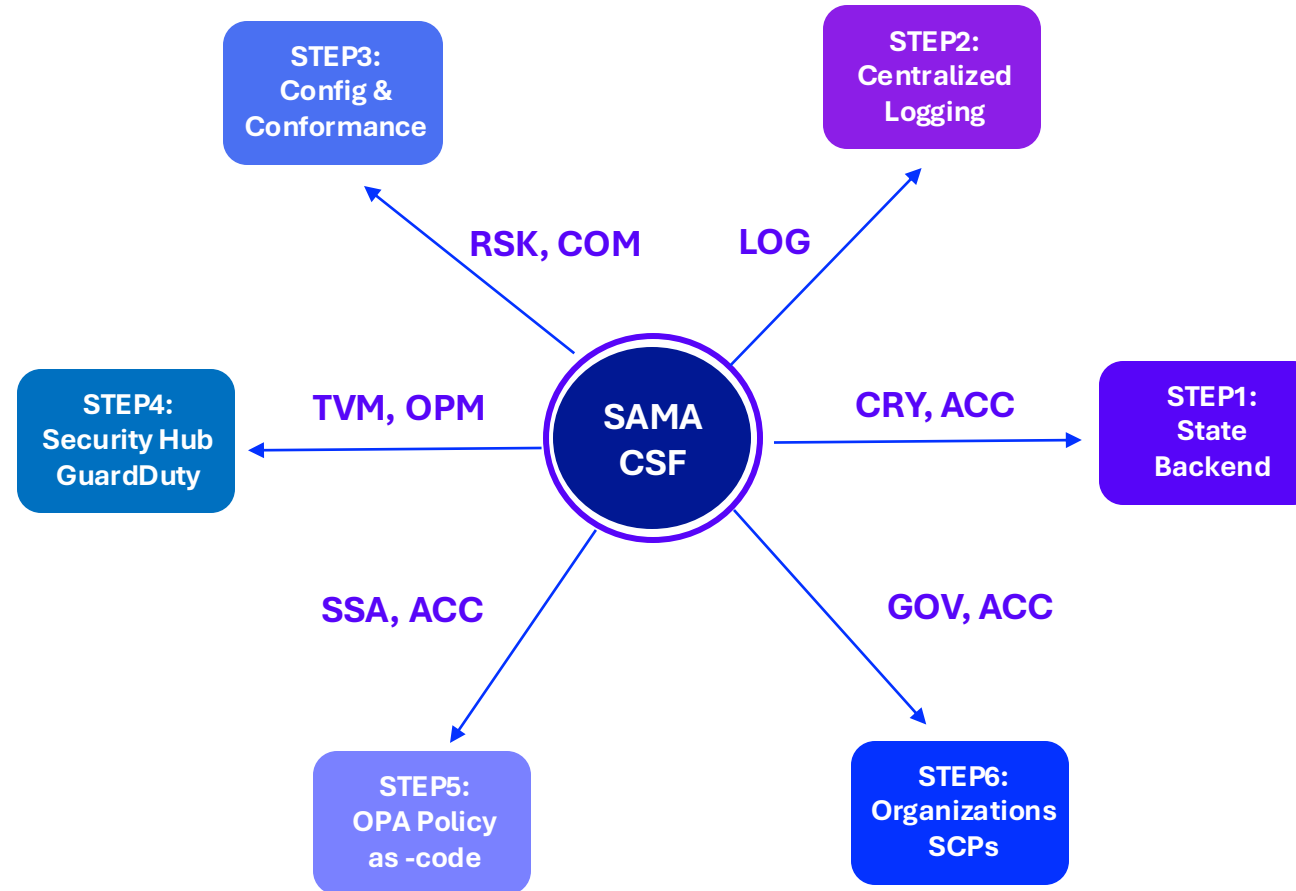 STEP3:
Config &
Conformance
STEP2:
Centralized
Logging
RSK, COM
LOG
STEP4:
Security Hub
GuardDuty
TVM, OPM
SAMA
CSF
CRY, ACC
STEP1:
State
Backend
SSA, ACC
GOV, ACC
STEP5:
OPA Policy
as -code
STEP6:
Organizations
SCPs